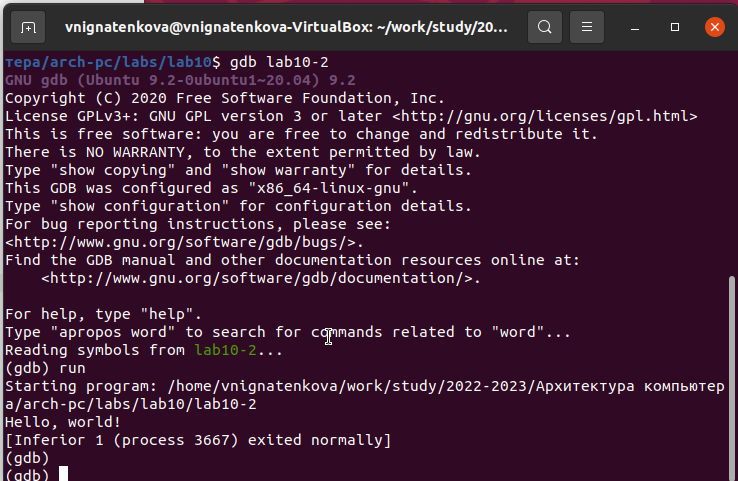 vnignatenkova@vnignatenkova-VirtualBox: ~/work/study/20...
тера/arch-pc/labs/lab10$ gdb lab10-2
GNU gdb (Ubuntu 9.2-0ubuntu1~20.04) 9.2
Copyright (C) 2020 Free Software Foundation, Inc.
License GPLv3+: GNU GPL version 3 or later <http://gnu.org/licenses/gpl.html>
This is free software: you are free to change and redistribute it.
There is NO WARRANTY, to the extent permitted by law.
Type "show copying" and "show warranty" for details.
This GDB was configured as "x86_64-linux-gnu".
Type "show configuration" for configuration details.
For bug reporting instructions, please see:
<http://www.gnu.org/software/gdb/bugs/>.
Find the GDB manual and other documentation resources online at:
    <http://www.gnu.org/software/gdb/documentation/>.
For help, type "help".
Type "apropos word" to search for commands related to "word"...
Reading symbols from lab10-2...
(gdb) run
Starting program: /home/vnignatenkova/work/study/2022-2023/Архитектура компьютер
а/arch-pc/labs/lab10/lab10-2
Hello, world!
[Inferior 1 (process 3667) exited normally]
(gdb)
(gdb)